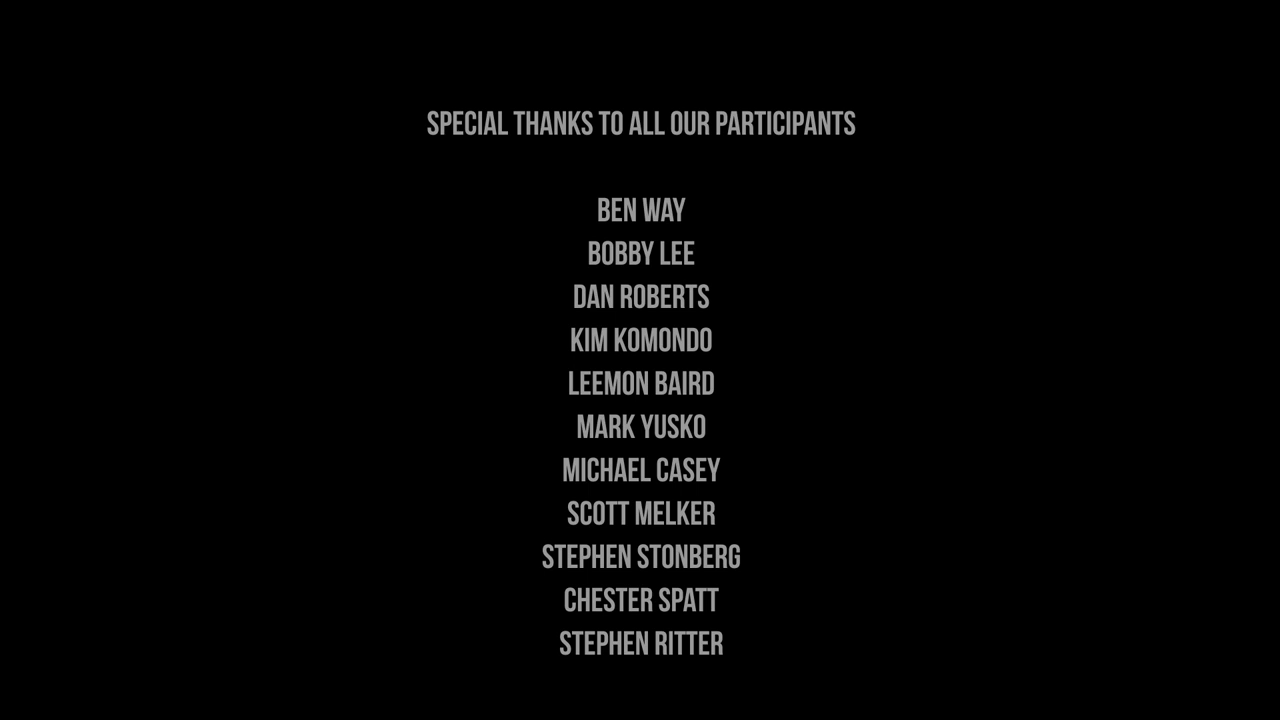 SPECIAL THANKS TO ALL OUR PARTICIPANTS
BEN WAY
BOBBY LEE
DAN ROBERTS
KIM KOMONDO
LEEMON BAIRD
MARK YUSKO
MICHAEL CASEY
SCOTT MELKER
STEPHEN STONBERG
CHESTER SPATT
STEPHEN RITTER